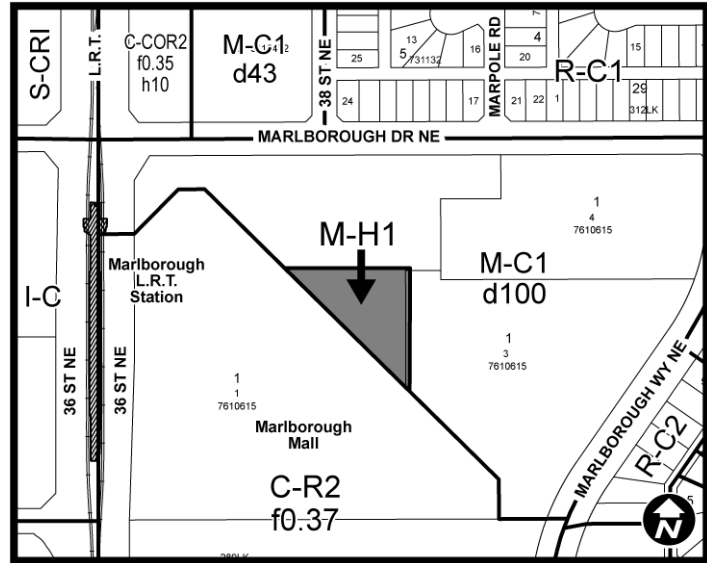 S-CRI
L.R.T.
C-COR2
f0.35
h10
M-C1
d43
38 ST NE
25
13
5
731132
16
MARPOLE RD
7
4
20
R-C1
15
24
17
21
22
1
29
312LK
MARLBOROUGH DR NE
1
4
7610615
M-H1
M-C1
d100
Marlborough
L.R.T.
Station
I-C
36 ST NE
36 ST NE
1
3
7610615
1
1
7610615
Marlborough
Mall
C-R2
f0.37
MARLBOROUGH WY NE
R-C2
5
N